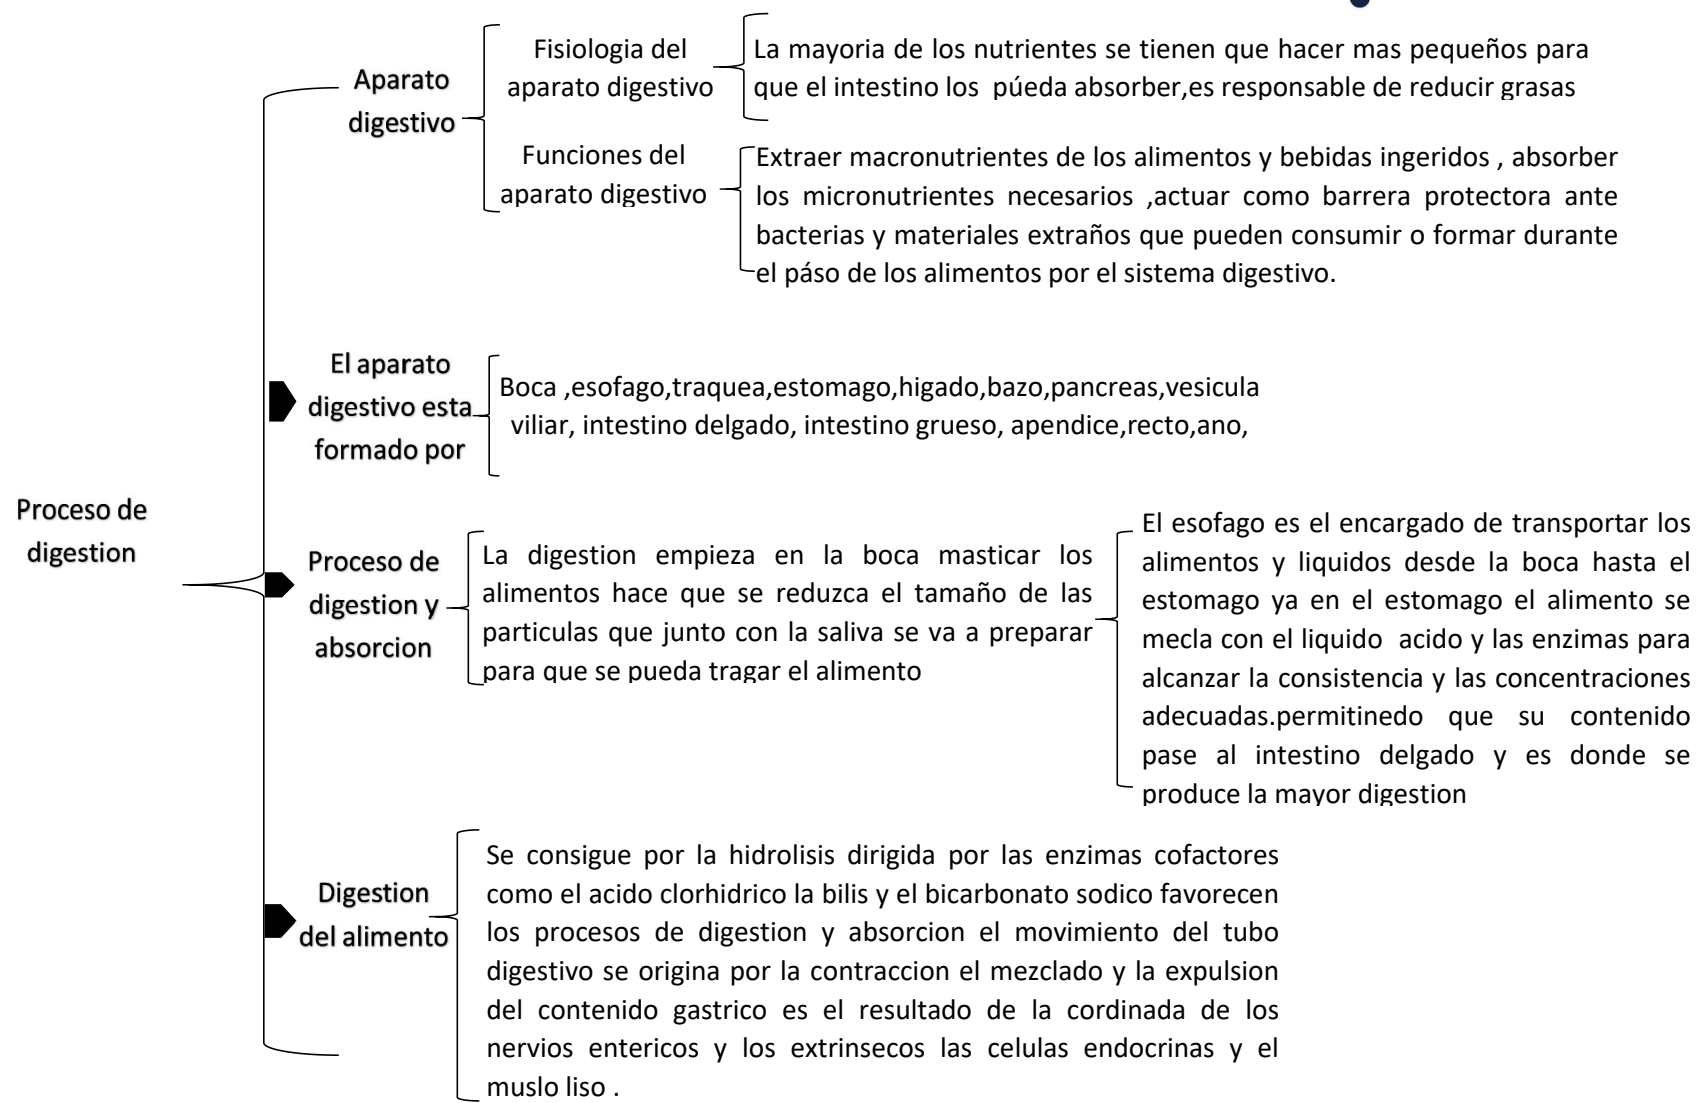 Proceso de
digestion
Aparato
digestivo
Fisiologia del
aparato digestivo
La mayoria de los nutrientes se tienen que hacer mas pequeños para
que el intestino los púeda absorber,es responsable de reducir grasas
Funciones del
aparato digestivo
Extraer macronutrientes de los alimentos y bebidas ingeridos , absorber
los micronutrientes necesarios ,actuar como barrera protectora ante
bacterias y materiales extraños que pueden consumir o formar durante
el páso de los alimentos por el sistema digestivo.
El aparato
digestivo esta
formado por
Boca ,esofago,traquea,estomago,higado,bazo,pancreas,vesicula
viliar, intestino delgado, intestino grueso, apendice,recto,ano,
Proceso de
digestion y
absorcion
La digestion empieza en la boca masticar los
alimentos hace que se reduzca el tamaño de las
particulas que junto con la saliva se va a preparar
para que se pueda tragar el alimento
El esofago es el encargado de transportar los
alimentos y liquidos desde la boca hasta el
estomago ya en el estomago el alimento se
mecla con el liquido acido y las enzimas para
alcanzar la consistencia y las concentraciones
adecuadas.permitinedo que su contenido
pase al intestino delgado y es donde se
produce la mayor digestion
Digestion
del alimento
Se consigue por la hidrolisis dirigida por las enzimas cofactores
como el acido clorhidrico la bilis y el bicarbonato sodico favorecen
los procesos de digestion y absorcion el movimiento del tubo
digestivo se origina por la contraccion el mezclado y la expulsion
del contenido gastrico es el resultado de la cordinada de los
nervios entericos y los extrinsecos las celulas endocrinas y el
muslo liso .